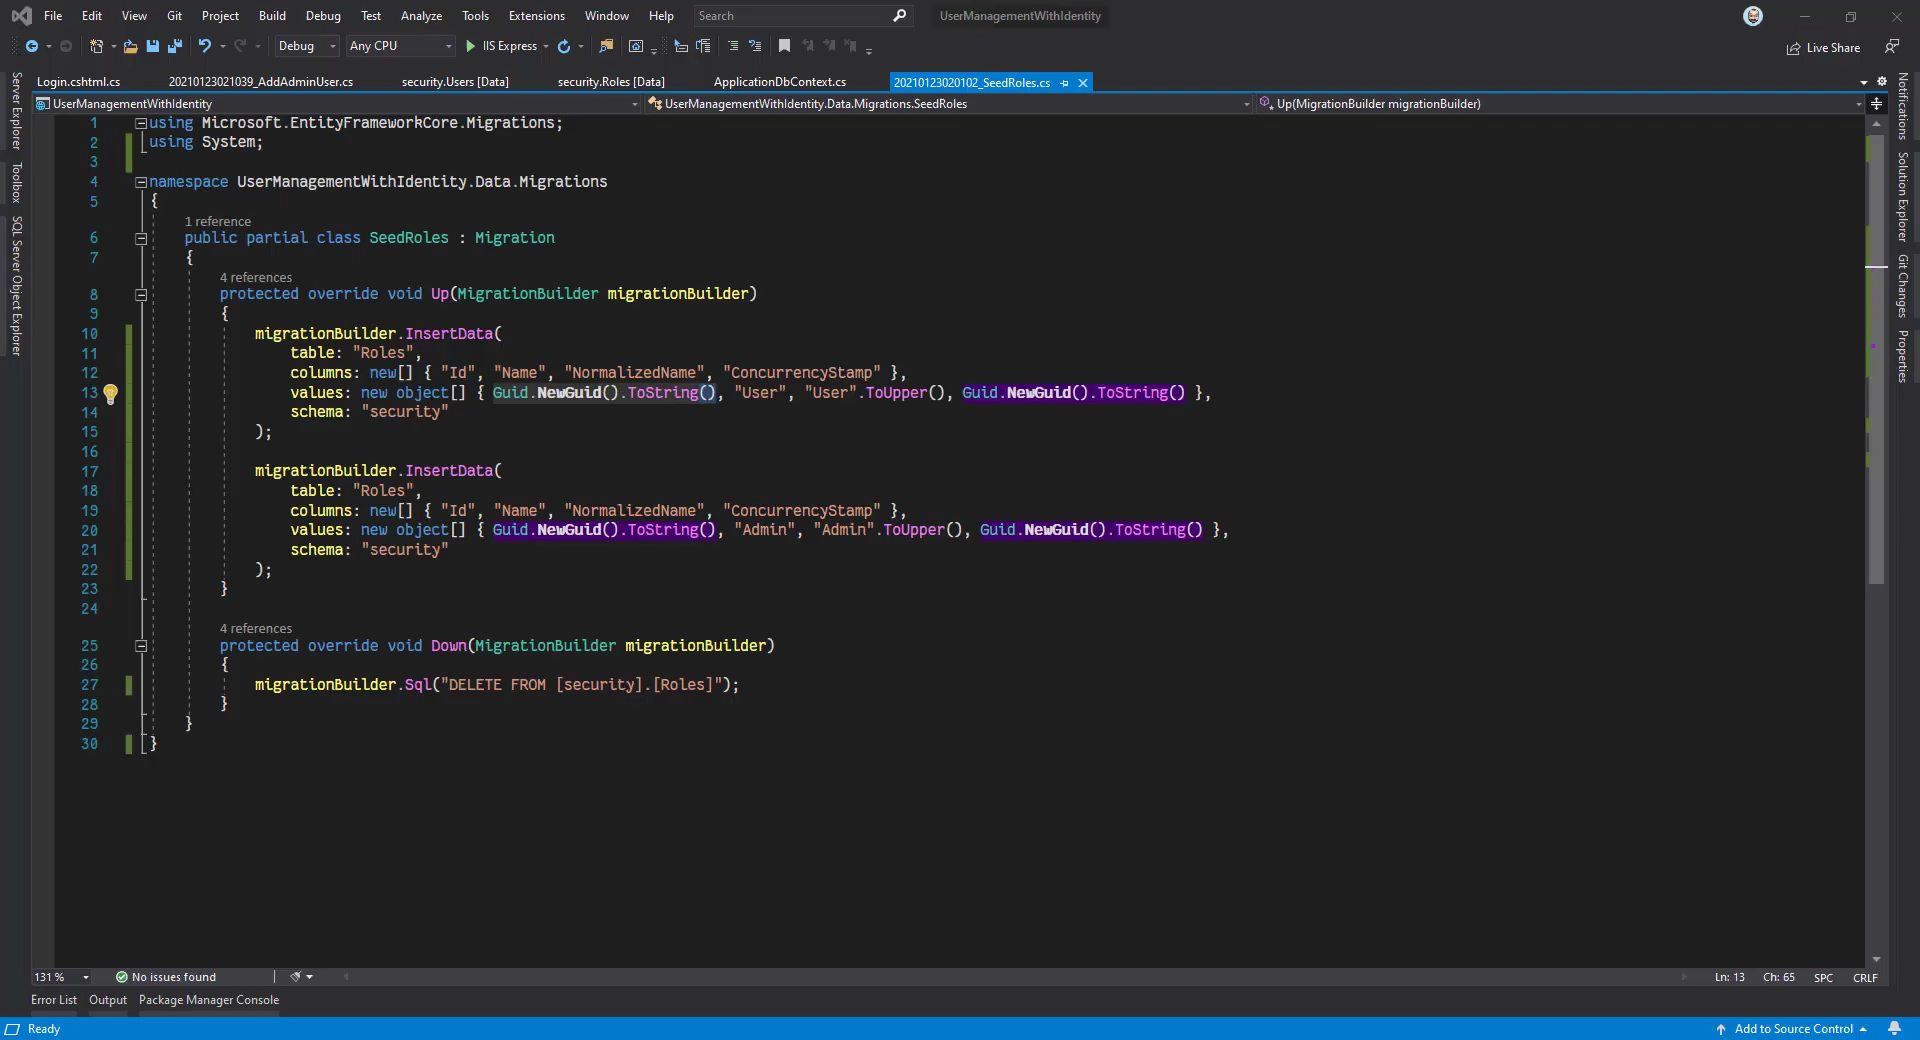 File Edit View Git Project Build Debug Test Analyze Tools Extensions Window Help Search UserManagementWithIdentity
Debug Any CPU IIS Express Live Share
Login.cshtml.cs 20210123021039_AddAdminUser.cs security.Users [Data] security.Roles [Data] ApplicationDbContext.cs 20210123020102_SeedRoles.cs
UserManagementWithIdentity UserManagementWithIdentity.Data.Migrations.SeedRoles Up(MigrationBuilder migrationBuilder)
Server Explorer
Toolbox
SQL Server Object Explorer
1 using Microsoft.EntityFrameworkCore.Migrations;
2 using System;
3
4 namespace UserManagementWithIdentity.Data.Migrations
5 {
1 reference
6 public partial class SeedRoles : Migration
7 {
4 references
8 protected override void Up(MigrationBuilder migrationBuilder)
9 {
10 migrationBuilder.InsertData(
11 table: "Roles",
12 columns: new[] { "Id", "Name", "NormalizedName", "ConcurrencyStamp" },
13 values: new object[] { Guid.NewGuid().ToString(), "User", "User".ToUpper(), Guid.NewGuid().ToString() },
14 schema: "security"
15 );
16
17 migrationBuilder.InsertData(
18 table: "Roles",
19 columns: new[] { "Id", "Name", "NormalizedName", "ConcurrencyStamp" },
20 values: new object[] { Guid.NewGuid().ToString(), "Admin", "Admin".ToUpper(), Guid.NewGuid().ToString() },
21 schema: "security"
22 );
23 }
24
4 references
25 protected override void Down(MigrationBuilder migrationBuilder)
26 {
27 migrationBuilder.Sql("DELETE FROM [security].[Roles]");
28 }
29 }
30 }
Notifications
Solution Explorer
Git Changes
Properties
131 % No issues found Ln: 13 Ch: 65 SPC CRLF
Error List Output Package Manager Console
Ready Add to Source Control